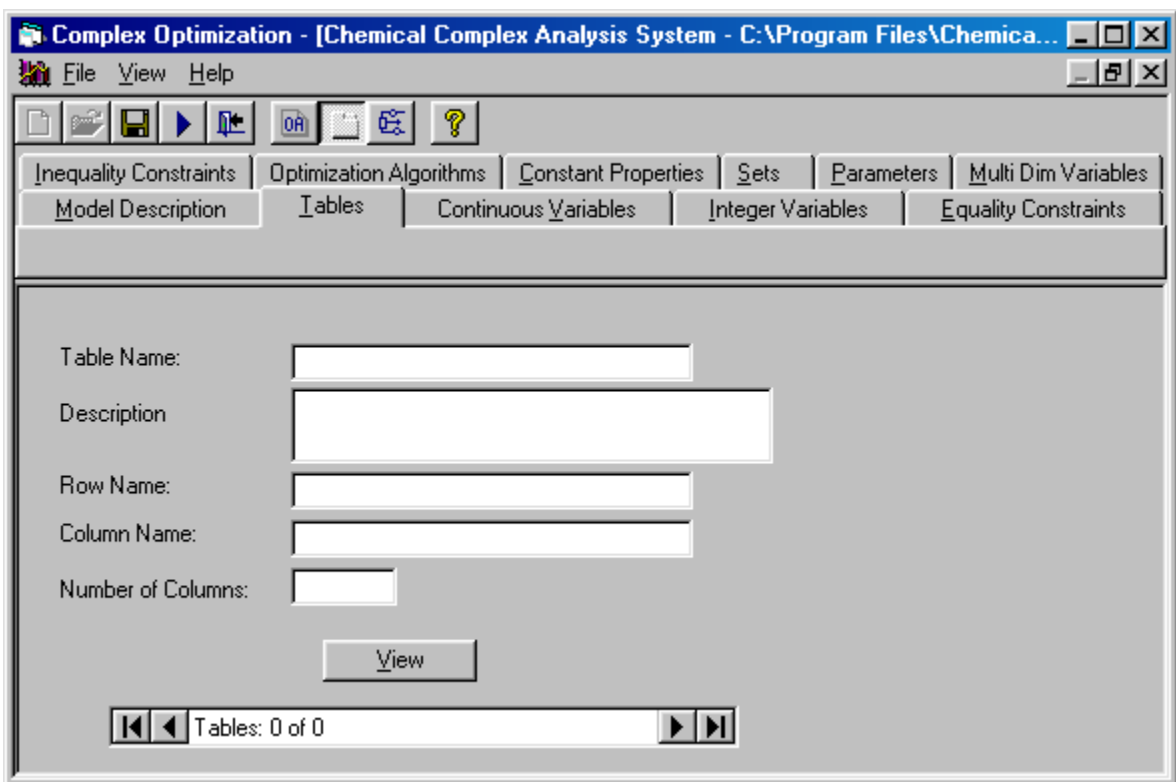 Complex Optimization - [Chemical Complex Analysis System - C:\Program Files\Chemica...
File View Help
OA
?
Inequality Constraints Optimization Algorithms Constant Properties Sets Parameters Multi Dim Variables
Model Description Tables Continuous Variables Integer Variables Equality Constraints
Table Name:
Description
Row Name:
Column Name:
Number of Columns:
View
Tables: 0 of 0